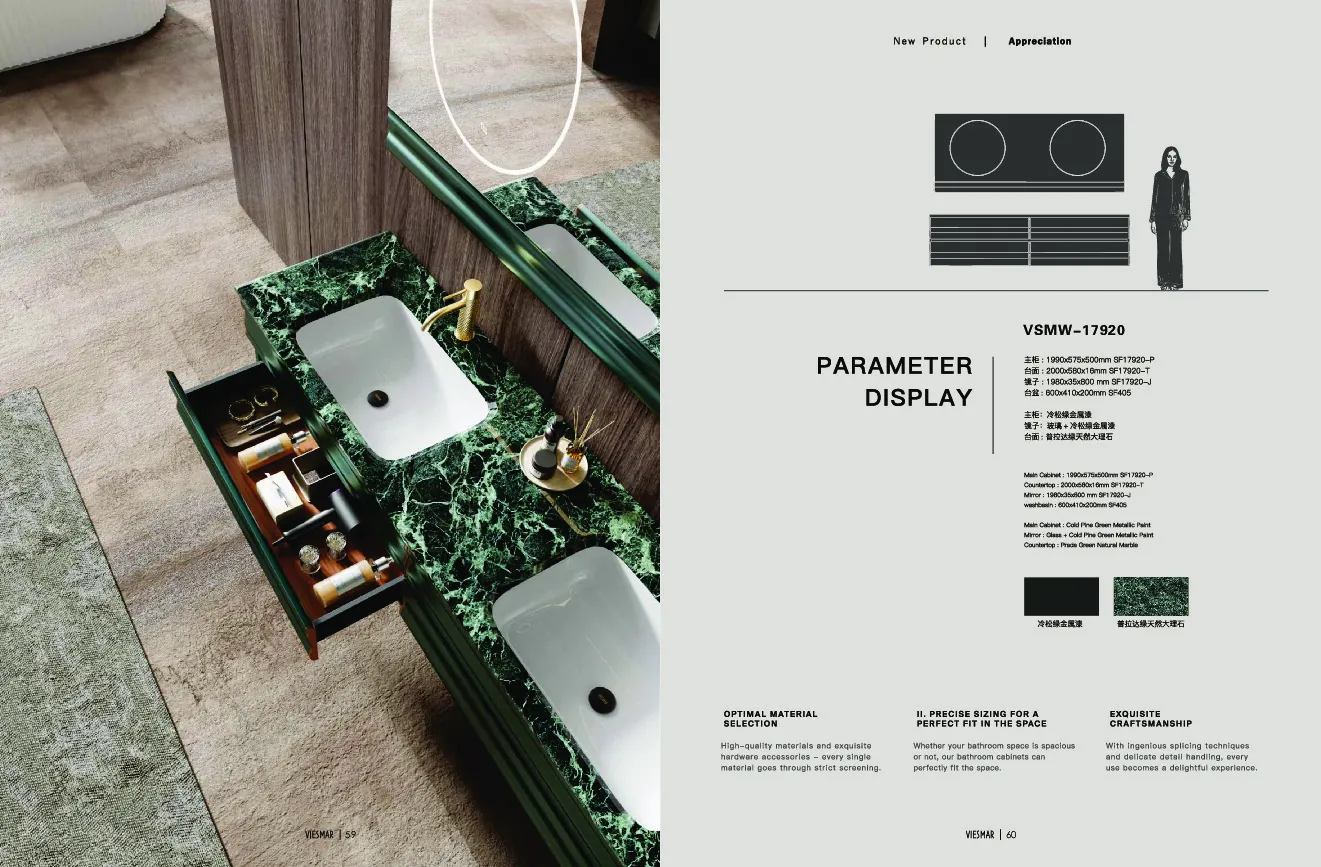 New Product | Appreciation
VSMW-17920
PARAMETER
DISPLAY
主柜 : 1990x575x500mm SF17920-P
台面 : 2000x580x16mm SF17920-T
镜子 : 1980x35x800 mm SF17920-J
台盆 : 600x410x200mm SF405
主柜：冷松绿金属漆
镜子：玻璃 + 冷松绿金属漆
台面 : 普拉达绿天然大理石
Main Cabinet : 1990x575x500mm SF17920-P
Countertop : 2000x580x16mm SF17920-T
Mirror : 1980x35x800 mm SF17920-J
washbasin : 600x410x200mm SF405
Main Cabinet : Cold Pine Green Metallic Paint
Mirror : Glass + Cold Pine Green Metallic Paint
Countertop : Prada Green Natural Marble
冷松绿金属漆
普拉达绿天然大理石
OPTIMAL MATERIAL
SELECTION
High-quality materials and exquisite
hardware accessories - every single
material goes through strict screening.
II. PRECISE SIZING FOR A
PERFECT FIT IN THE SPACE
Whether your bathroom space is spacious
or not, our bathroom cabinets can
perfectly fit the space.
EXQUISITE
CRAFTSMANSHIP
With ingenious splicing techniques
and delicate detail handling, every
use becomes a delightful experience.
VIESMAR | 59
VIESMAR | 60